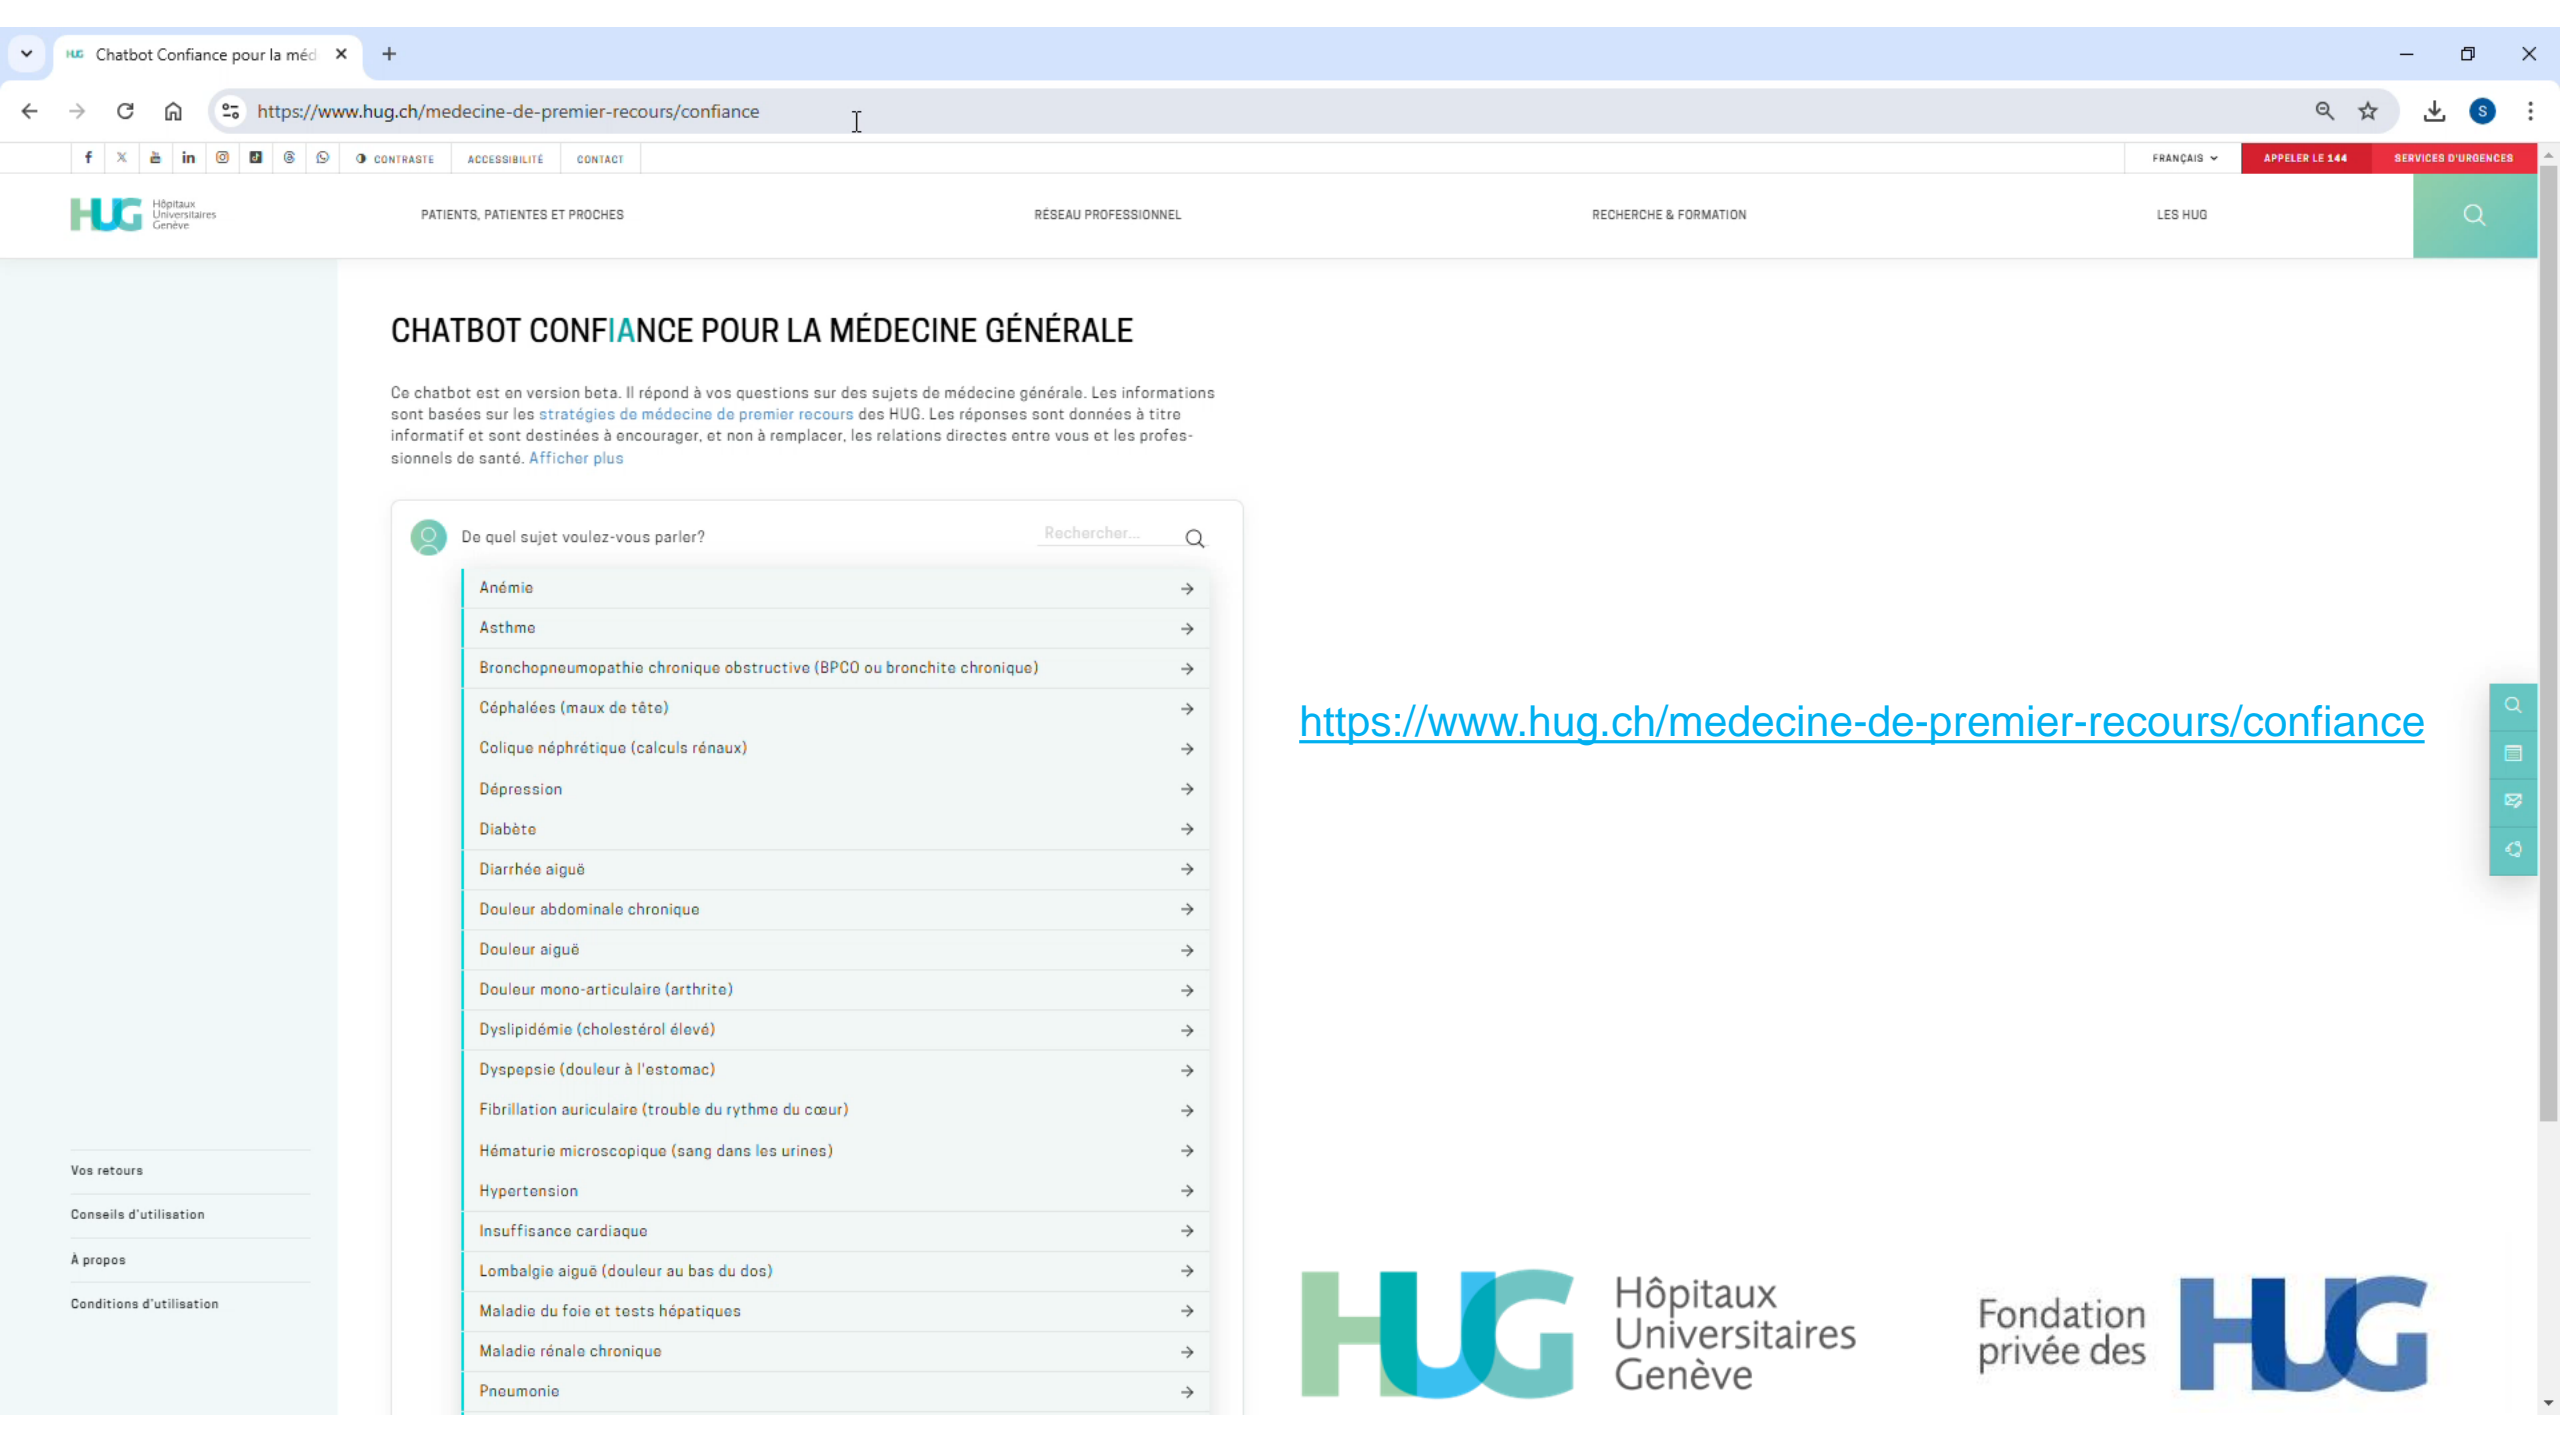 Chatbot Confiance pour la méd
https://www.hug.ch/medecine-de-premier-recours/confiance
S
CONTRASTE
ACCESSIBILITÉ
CONTACT
FRANÇAIS
APPELER LE 144
SERVICES D'URGENCES
HUG
Hôpitaux
Universitaires
Genève
PATIENTS, PATIENTES ET PROCHES
RÉSEAU PROFESSIONNEL
RECHERCHE & FORMATION
LES HUG
CHATBOT CONFIANCE POUR LA MÉDECINE GÉNÉRALE
Ce chatbot est en version beta. Il répond à vos questions sur des sujets de médecine générale. Les informations
sont basées sur les stratégies de médecine de premier recours des HUG. Les réponses sont données à titre
informatif et sont destinées à encourager, et non à remplacer, les relations directes entre vous et les profes-
sionnels de santé. Afficher plus
De quel sujet voulez-vous parler?
Rechercher...
Anémie
Asthme
Bronchopneumopathie chronique obstructive (BPCO ou bronchite chronique)
Céphalées (maux de tête)
Colique néphrétique (calculs rénaux)
Dépression
Diabète
Diarrhée aiguë
Douleur abdominale chronique
Douleur aiguë
Douleur mono-articulaire (arthrite)
Dyslipidémie (cholestérol élevé)
Dyspepsie (douleur à l'estomac)
Fibrillation auriculaire (trouble du rythme du cœur)
Hématurie microscopique (sang dans les urines)
Hypertension
Insuffisance cardiaque
Lombalgie aiguë (douleur au bas du dos)
Maladie du foie et tests hépatiques
Maladie rénale chronique
Pneumonie
https://www.hug.ch/medecine-de-premier-recours/confiance
Vos retours
Conseils d'utilisation
À propos
Conditions d'utilisation
HUG
Hôpitaux
Universitaires
Genève
Fondation
privée des
HUG